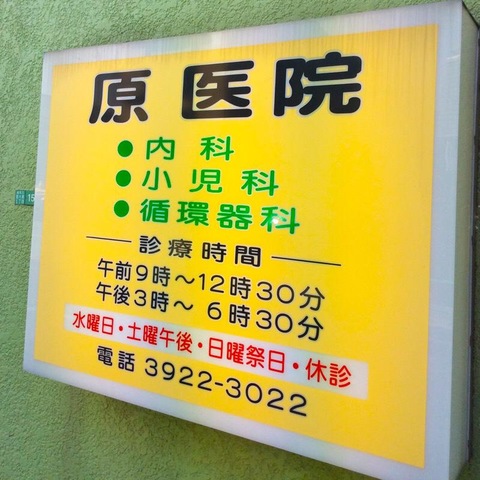 原医院
●内科
●小児科
●循環器科
診療時間
午前9時～12時30分
午後3時～ 6時30分
水曜日・土曜午後・日曜祭日・休診
電話 3922-3022